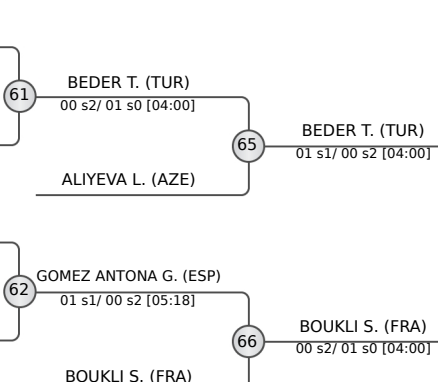 61
BEDER T. (TUR)
00 s2/ 01 s0 [04:00]
65
BEDER T. (TUR)
01 s1/ 00 s2 [04:00]
ALIYEVA L. (AZE)
62
GOMEZ ANTONA G. (ESP)
01 s1/ 00 s2 [05:18]
66
BOUKLI S. (FRA)
00 s2/ 01 s0 [04:00]
BOUKLI S. (FRA)